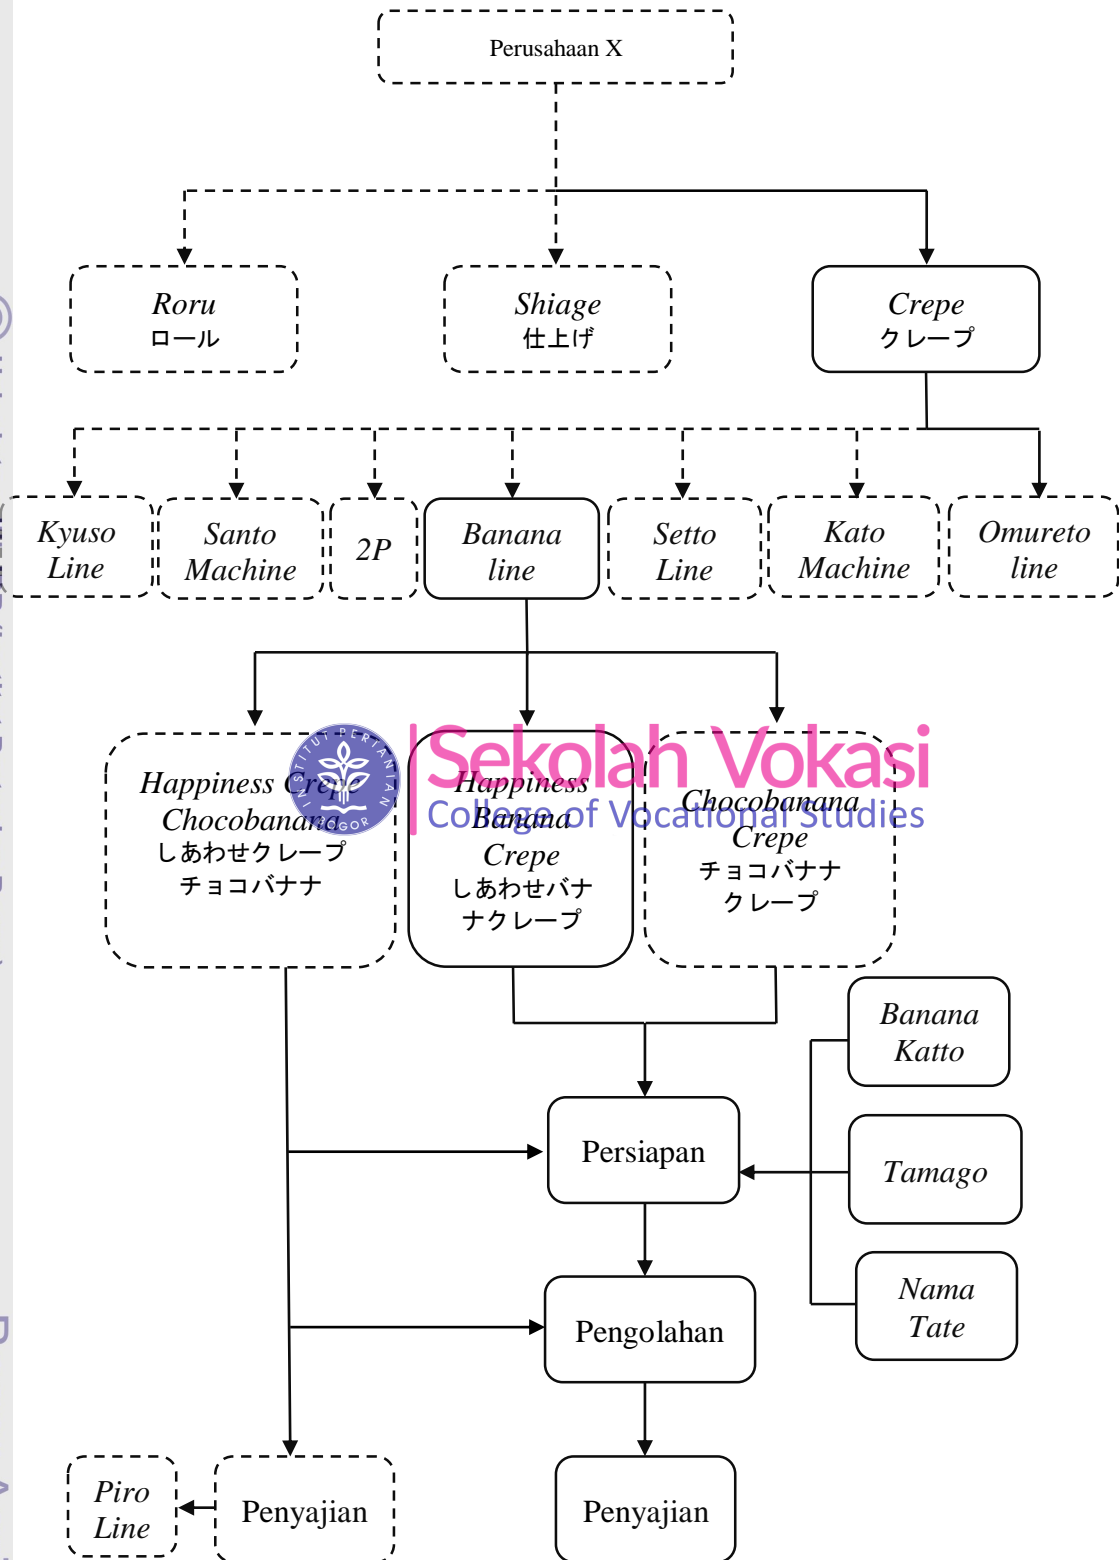 Perusahaan X
Roru
ロール
Shiage
仕上げ
Crepe
クレープ
Kyuso
Line
Santo
Machine
2P
Banana
line
Setto
Line
Kato
Machine
Omureto
line
Happiness Crepe
Chocobanana
しあわせクレープ
チョコバナナ
Happiness
Banana
Crepe
しあわせバナ
ナクレープ
Chocobanana
Crepe
チョコバナナ
クレープ
INSTITUT PERTANIAN
BOGOR
Sekolah Vokasi
College of Vocational Studies
Banana
Katto
Persiapan
Tamago
Nama
Tate
Pengolahan
Piro
Line
Penyajian
Penyajian